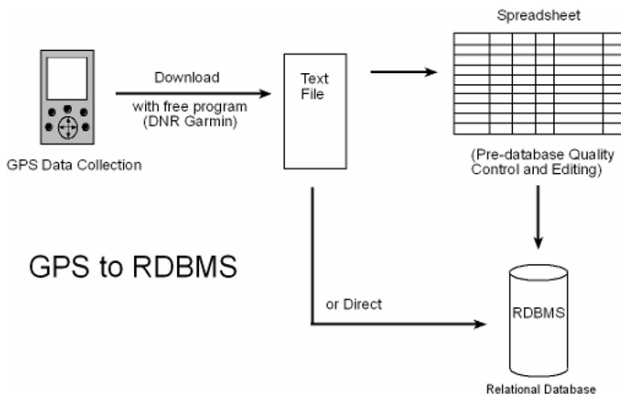 Spreadsheet
Download
with free program
(DNR Garmin)
Text
File
GPS Data Collection
(Pre-database Quality
Control and Editing)
GPS to RDBMS
or Direct
RDBMS
Relational Database